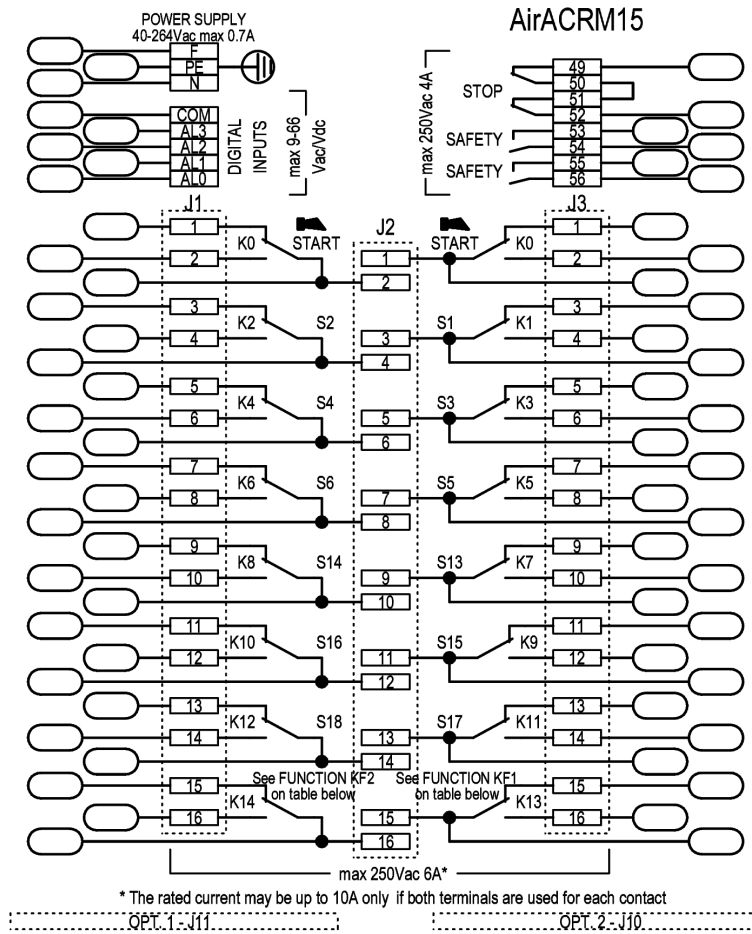 POWER SUPPLY
40-264Vac max 0.7A
AirACRM15
F
PE
N
COM
AL3
AL2
AL1
AL0
DIGITAL
INPUTS
max 9-66
Vac/Vdc
max 250Vac 4A
STOP
SAFETY
SAFETY
49
50
51
52
53
54
55
56
J1
J2
J3
1 K0 START START K0 1
2 1 2
2
3 K2 S2 S1 K1 3
4 3 4
4
5 K4 S4 S3 K3 5
6 5 6
6
7 K6 S6 S5 K5 7
8 7 8
8
9 K8 S14 S13 K7 9
10 9 10
10
11 K10 S16 S15 K9 11
12 11 12
12
13 K12 S18 S17 K11 13
14 13 14
14
See FUNCTION KF2
on table below
See FUNCTION KF1
on table below
15 K14 K13 15
16 15 16
16
max 250Vac 6A*
* The rated current may be up to 10A only if both terminals are used for each contact
OPT. 1 - J11
OPT. 2 - J10